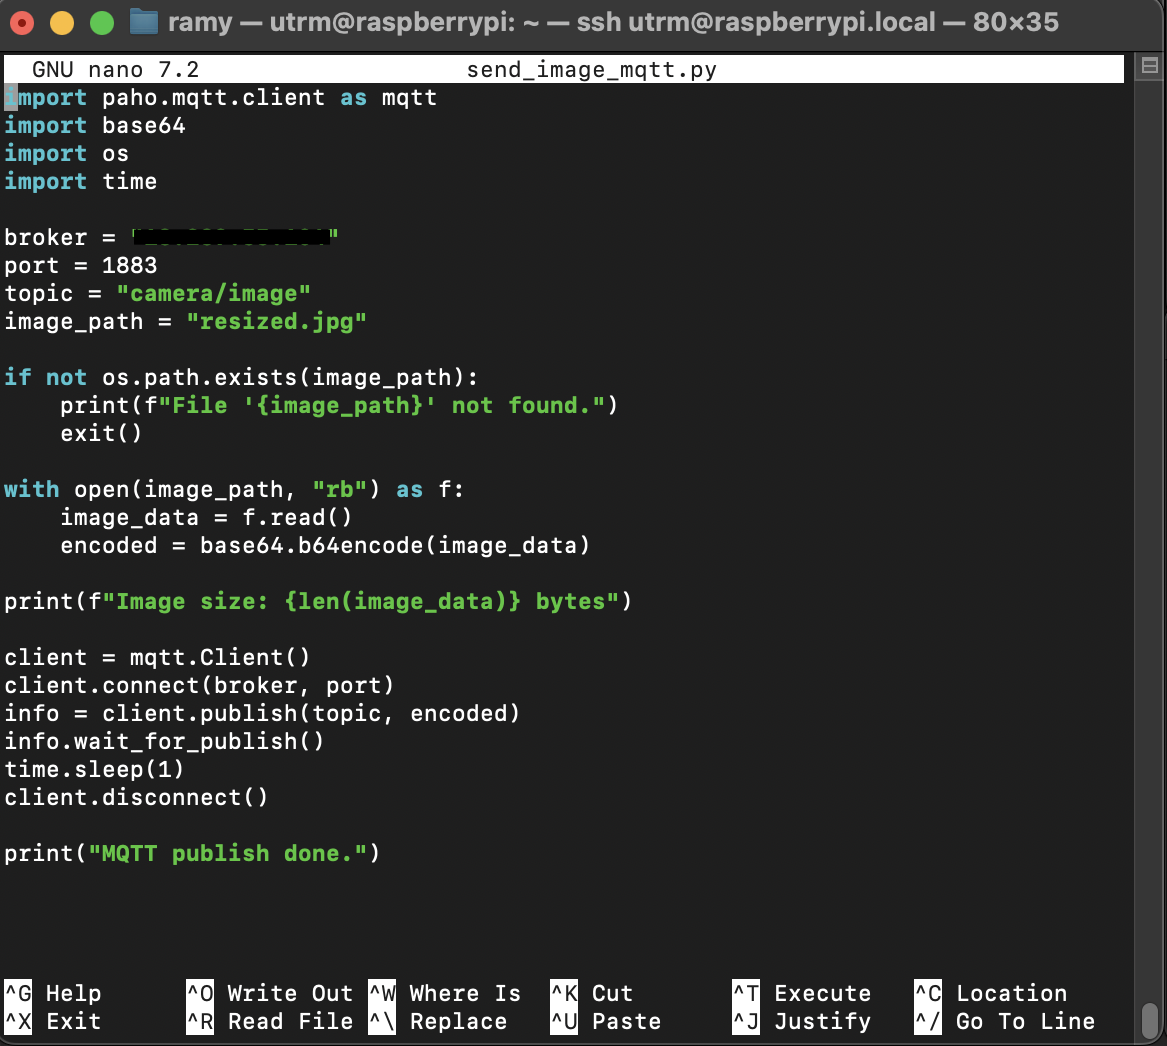 ramy — utrm@raspberrypi: ~ — ssh utrm@raspberrypi.local — 80×35
GNU nano 7.2 send_image_mqtt.py
import paho.mqtt.client as mqtt
import base64
import os
import time
broker = " "
port = 1883
topic = "camera/image"
image_path = "resized.jpg"
if not os.path.exists(image_path):
    print(f"File '{image_path}' not found.")
    exit()
with open(image_path, "rb") as f:
    image_data = f.read()
    encoded = base64.b64encode(image_data)
print(f"Image size: {len(image_data)} bytes")
client = mqtt.Client()
client.connect(broker, port)
info = client.publish(topic, encoded)
info.wait_for_publish()
time.sleep(1)
client.disconnect()
print("MQTT publish done.")
^G Help ^O Write Out ^W Where Is ^K Cut ^T Execute ^C Location
^X Exit ^R Read File ^\ Replace ^U Paste ^J Justify ^/ Go To Line